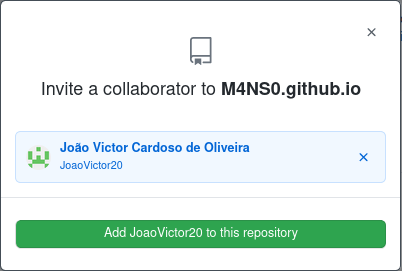 Invite a collaborator to M4NS0.github.io
João Victor Cardoso de Oliveira
JoaoVictor20
Add JoaoVictor20 to this repository